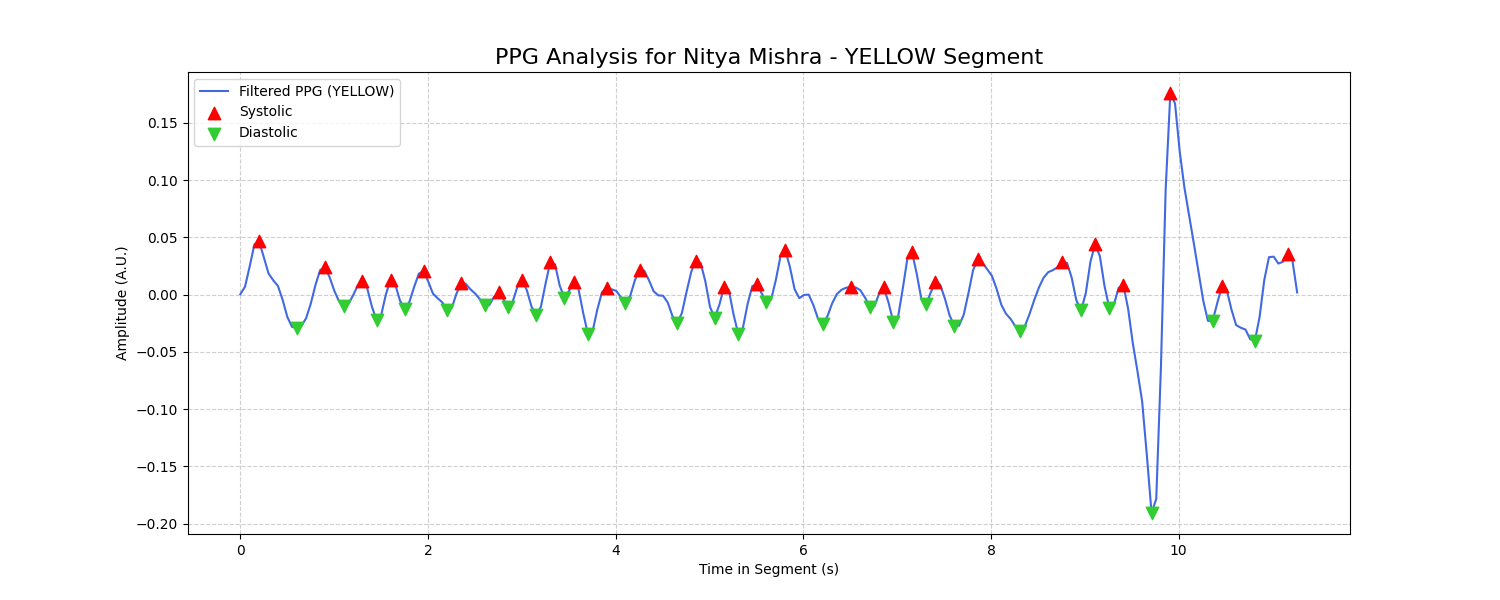 PPG Analysis for Nitya Mishra - YELLOW Segment
Filtered PPG (YELLOW)
Systolic
Diastolic
Amplitude (A.U.)
0.15
0.10
0.05
0.00
−0.05
−0.10
−0.15
−0.20
0 2 4 6 8 10
Time in Segment (s)